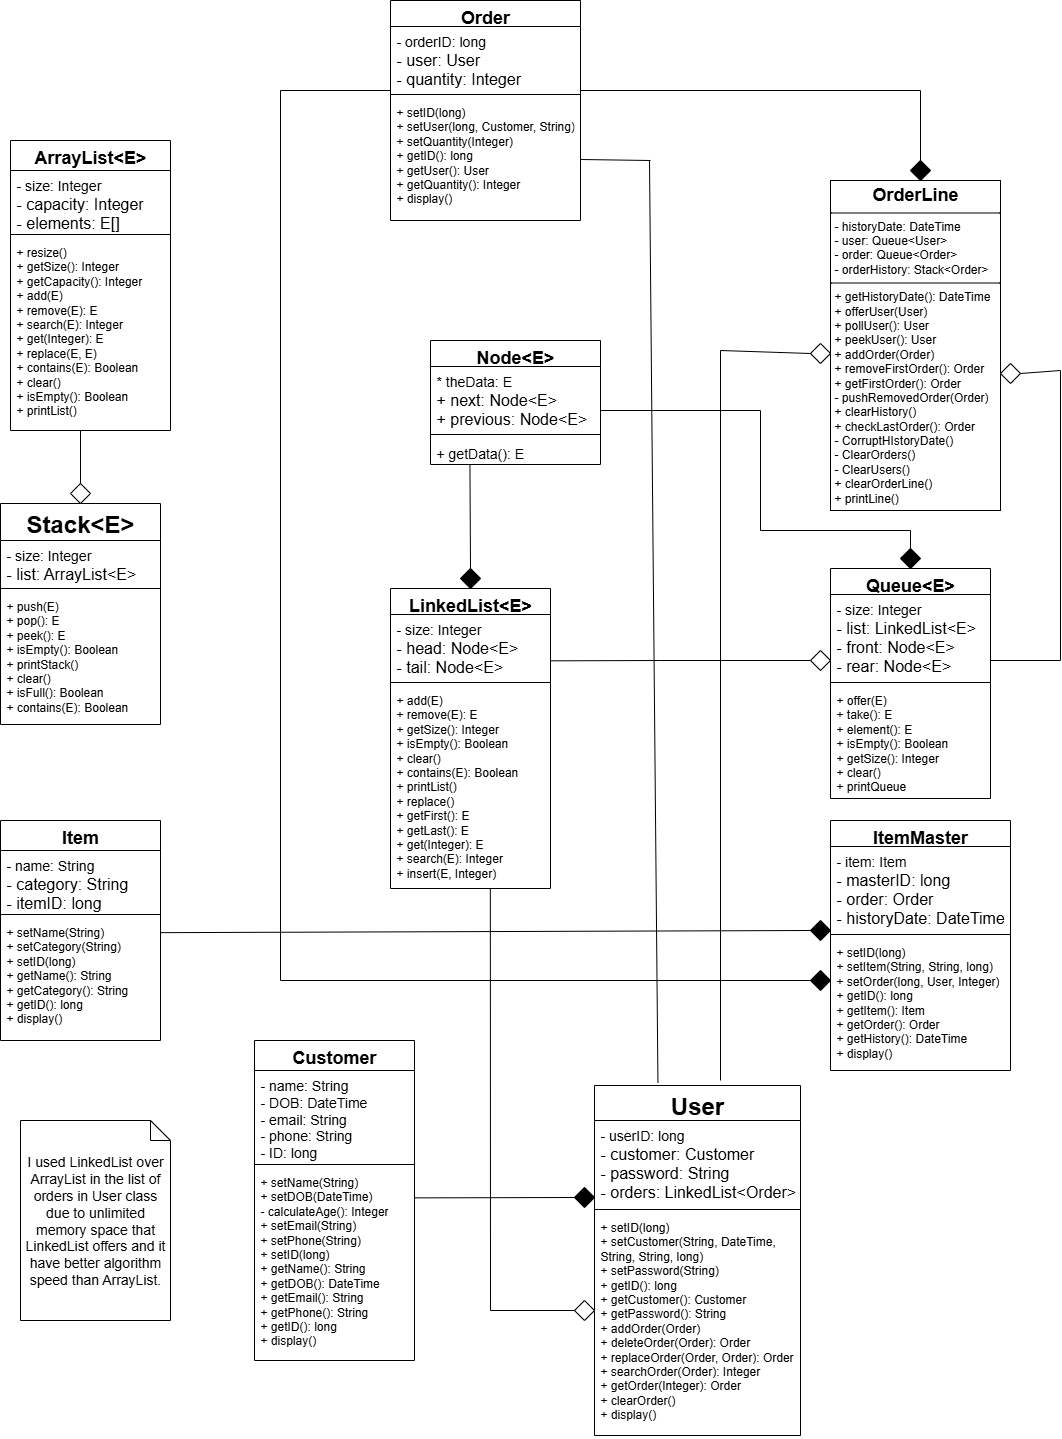 Order
- orderID: long
- user: User
- quantity: Integer
+ setID(long)
+ setUser(long, Customer, String)
+ setQuantity(Integer)
+ getID(): long
+ getUser(): User
+ getQuantity(): Integer
+ display()
ArrayList<E>
- size: Integer
- capacity: Integer
- elements: E[]
+ resize()
+ getSize(): Integer
+ getCapacity(): Integer
+ add(E)
+ remove(E): E
+ search(E): Integer
+ get(Integer): E
+ replace(E, E)
+ contains(E): Boolean
+ clear()
+ isEmpty(): Boolean
+ printList()
OrderLine
- historyDate: DateTime
- user: Queue<User>
- order: Queue<Order>
- orderHistory: Stack<Order>
+ getHistoryDate(): DateTime
+ offerUser(User)
+ pollUser(): User
+ peekUser(): User
+ addOrder(Order)
+ removeFirstOrder(): Order
+ getFirstOrder(): Order
- pushRemovedOrder(Order)
+ clearHistory()
+ checkLastOrder(): Order
- CorruptHIstoryDate()
- ClearOrders()
- ClearUsers()
+ clearOrderLine()
+ printLine()
Node<E>
* theData: E
+ next: Node<E>
+ previous: Node<E>
+ getData(): E
Stack<E>
- size: Integer
- list: ArrayList<E>
+ push(E)
+ pop(): E
+ peek(): E
+ isEmpty(): Boolean
+ printStack()
+ clear()
+ isFull(): Boolean
+ contains(E): Boolean
LinkedList<E>
- size: Integer
- head: Node<E>
- tail: Node<E>
+ add(E)
+ remove(E): E
+ getSize(): Integer
+ isEmpty(): Boolean
+ clear()
+ contains(E): Boolean
+ printList()
+ replace()
+ getFirst(): E
+ getLast(): E
+ get(Integer): E
+ search(E): Integer
+ insert(E, Integer)
Queue<E>
- size: Integer
- list: LinkedList<E>
- front: Node<E>
- rear: Node<E>
+ offer(E)
+ take(): E
+ element(): E
+ isEmpty(): Boolean
+ getSize(): Integer
+ clear()
+ printQueue
Item
- name: String
- category: String
- itemID: long
+ setName(String)
+ setCategory(String)
+ setID(long)
+ getName(): String
+ getCategory(): String
+ getID(): long
+ display()
ItemMaster
- item: Item
- masterID: long
- order: Order
- historyDate: DateTime
+ setID(long)
+ setItem(String, String, long)
+ setOrder(long, User, Integer)
+ getID(): long
+ getItem(): Item
+ getOrder(): Order
+ getHistory(): DateTime
+ display()
Customer
- name: String
- DOB: DateTime
- email: String
- phone: String
- ID: long
+ setName(String)
+ setDOB(DateTime)
- calculateAge(): Integer
+ setEmail(String)
+ setPhone(String)
+ setID(long)
+ getName(): String
+ getDOB(): DateTime
+ getEmail(): String
+ getPhone(): String
+ getID(): long
+ display()
User
- userID: long
- customer: Customer
- password: String
- orders: LinkedList<Order>
+ setID(long)
+ setCustomer(String, DateTime,
String, String, long)
+ setPassword(String)
+ getID(): long
+ getCustomer(): Customer
+ getPassword(): String
+ addOrder(Order)
+ deleteOrder(Order): Order
+ replaceOrder(Order, Order): Order
+ searchOrder(Order): Integer
+ getOrder(Integer): Order
+ clearOrder()
+ display()
I used LinkedList over
ArrayList in the list of
orders in User class
due to unlimited
memory space that
LinkedList offers and it
have better algorithm
speed than ArrayList.